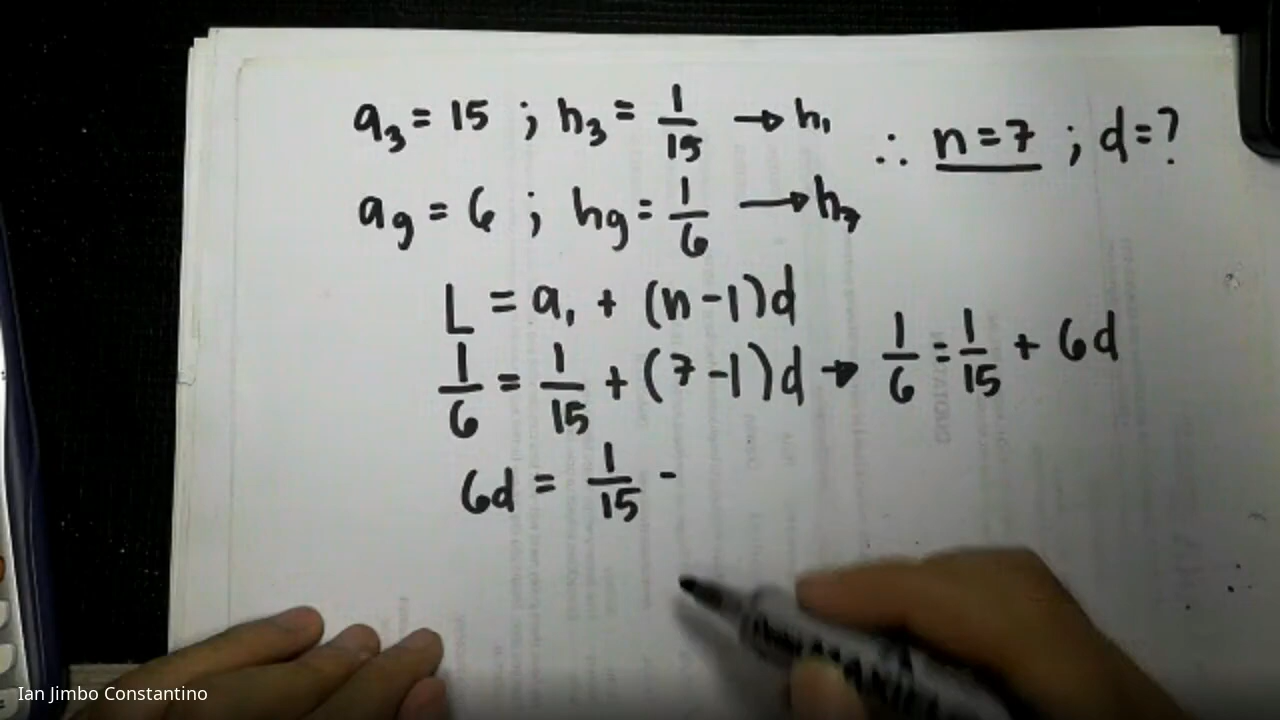 a₃ = 15 ; h₃ = 1/15 → h₁ ∴ n = 7 ; d = ?
a₉ = 6 ; h₉ = 1/6 → h₇
L = a₁ + (n - 1)d
1/6 = 1/15 + (7 - 1)d → 1/6 = 1/15 + 6d
6d = 1/15 -
Ian Jimbo Constantino